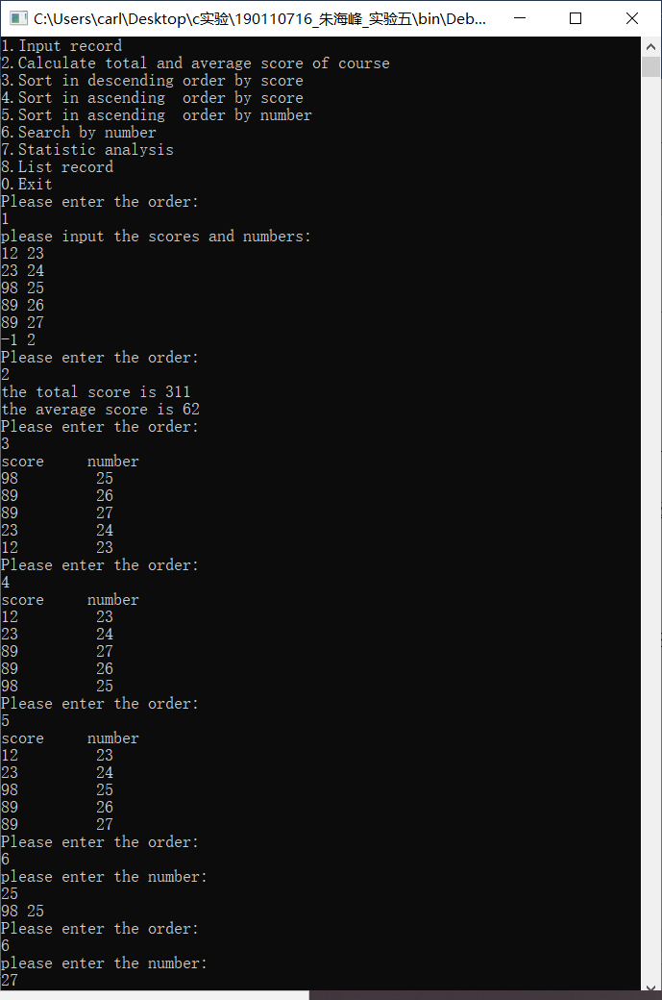 C:\Users\carl\Desktop\c实验\190110716_朱海峰_实验五\bin\Deb...
1.Input record
2.Calculate total and average score of course
3.Sort in descending order by score
4.Sort in ascending  order by score
5.Sort in ascending  order by number
6.Search by number
7.Statistic analysis
8.List record
0.Exit
Please enter the order:
1
please input the scores and numbers:
12 23
23 24
98 25
89 26
89 27
-1 2
Please enter the order:
2
the total score is 311
the average score is 62
Please enter the order:
3
score     number
98         25
89         26
89         27
23         24
12         23
Please enter the order:
4
score     number
12         23
23         24
89         27
89         26
98         25
Please enter the order:
5
score     number
12         23
23         24
98         25
89         26
89         27
Please enter the order:
6
please enter the number:
25
98 25
Please enter the order:
6
please enter the number:
27